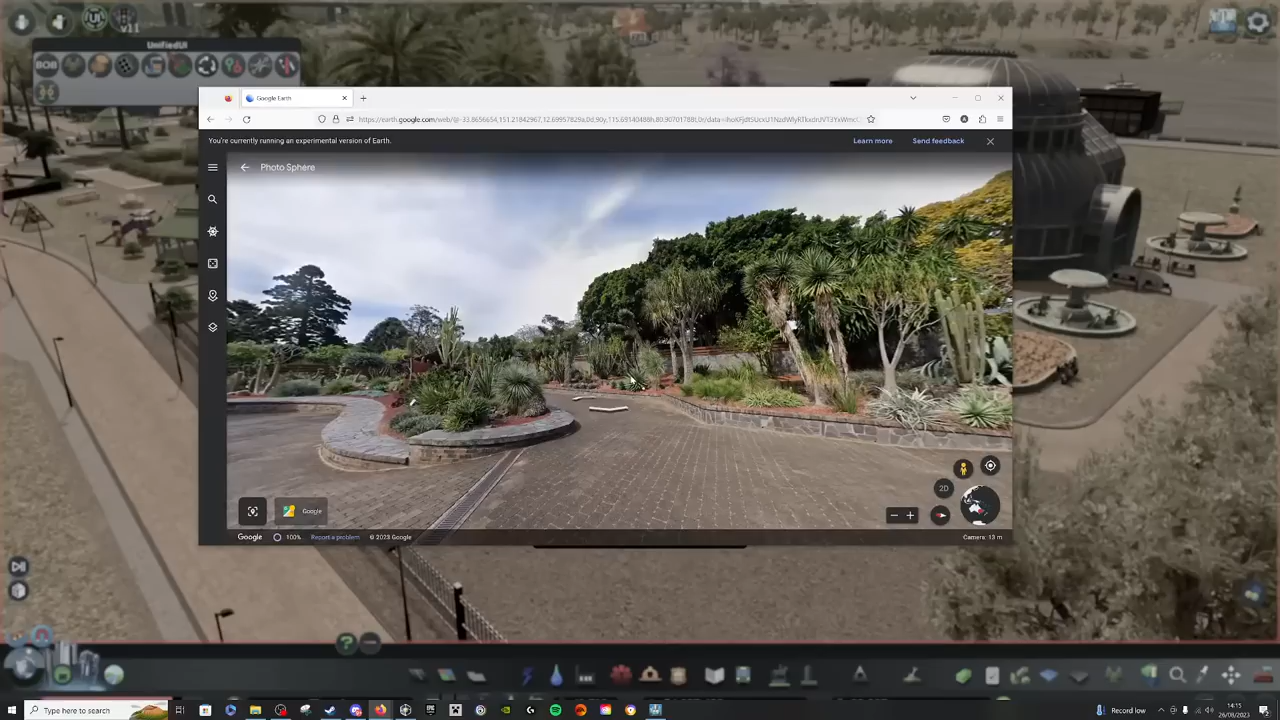 v11
UnifiedUI
BOB
Google Earth
You're currently running an experimental version of Earth.
Learn more
Send feedback
Photo Sphere
2D
Google
Google
100%
Report a problem
© 2023 Google
Camera: 13 m
Type here to search
Record low
14:15
26/08/2023